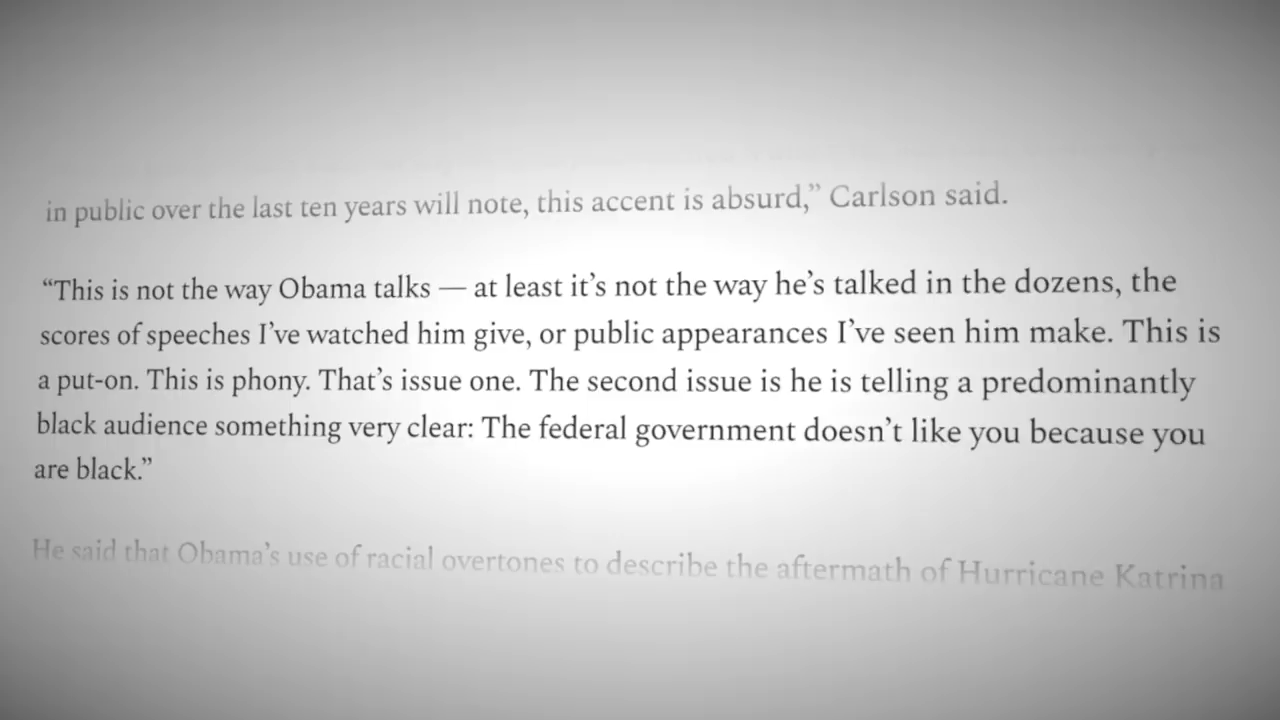 in public over the last ten years will note, this accent is absurd,” Carlson said.
“This is not the way Obama talks — at least it’s not the way he’s talked in the dozens, the
scores of speeches I’ve watched him give, or public appearances I’ve seen him make. This is
a put-on. This is phony. That’s issue one. The second issue is he is telling a predominantly
black audience something very clear: The federal government doesn’t like you because you
are black.”
He said that Obama’s use of racial overtones to describe the aftermath of Hurricane Katrina